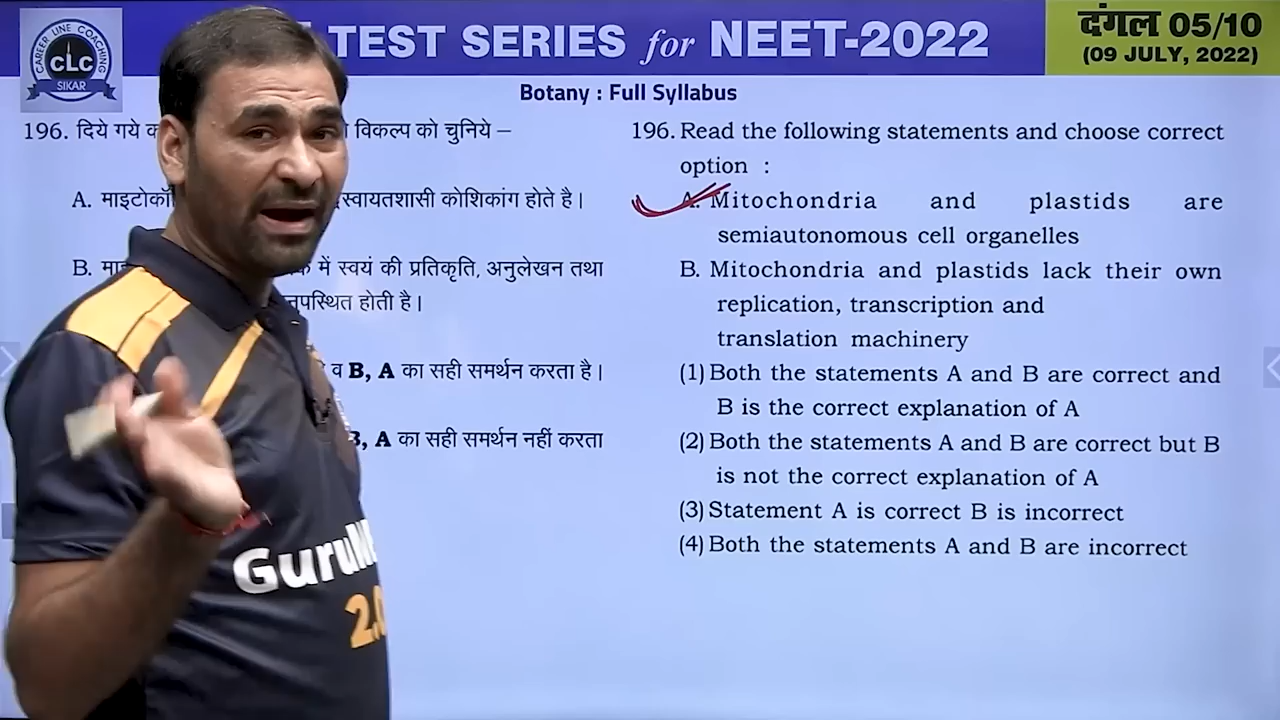 CAREER LINE COACHING
CLC
SIKAR
TEST SERIES for NEET-2022
दंगल 05/10
(09 JULY, 2022)
Botany : Full Syllabus
196. दिये गये विकल्प को चुनिये –
A. स्वायतशासी कोशिकांग होते है।
B. में स्वयं की प्रतिकृति, अनुलेखन तथा
होती है।
व B, A का सही समर्थन करता है।
B, A का सही समर्थन नहीं करता
196. Read the following statements and choose correct
option :
A. Mitochondria and plastids are
semiautonomous cell organelles
B. Mitochondria and plastids lack their own
replication, transcription and
translation machinery
(1) Both the statements A and B are correct and
B is the correct explanation of A
(2) Both the statements A and B are correct but B
is not the correct explanation of A
(3) Statement A is correct B is incorrect
(4) Both the statements A and B are incorrect
2.0